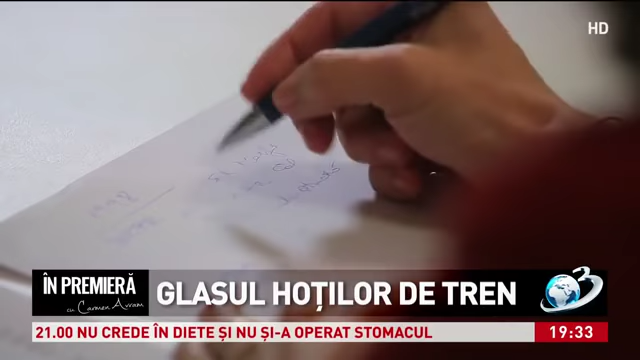 HD
ÎN PREMIERĂ
cu Carmen Avram
GLASUL HOȚILOR DE TREN
3
21.00 NU CREDE ÎN DIETE ȘI NU ȘI-A OPERAT STOMACUL
19:33